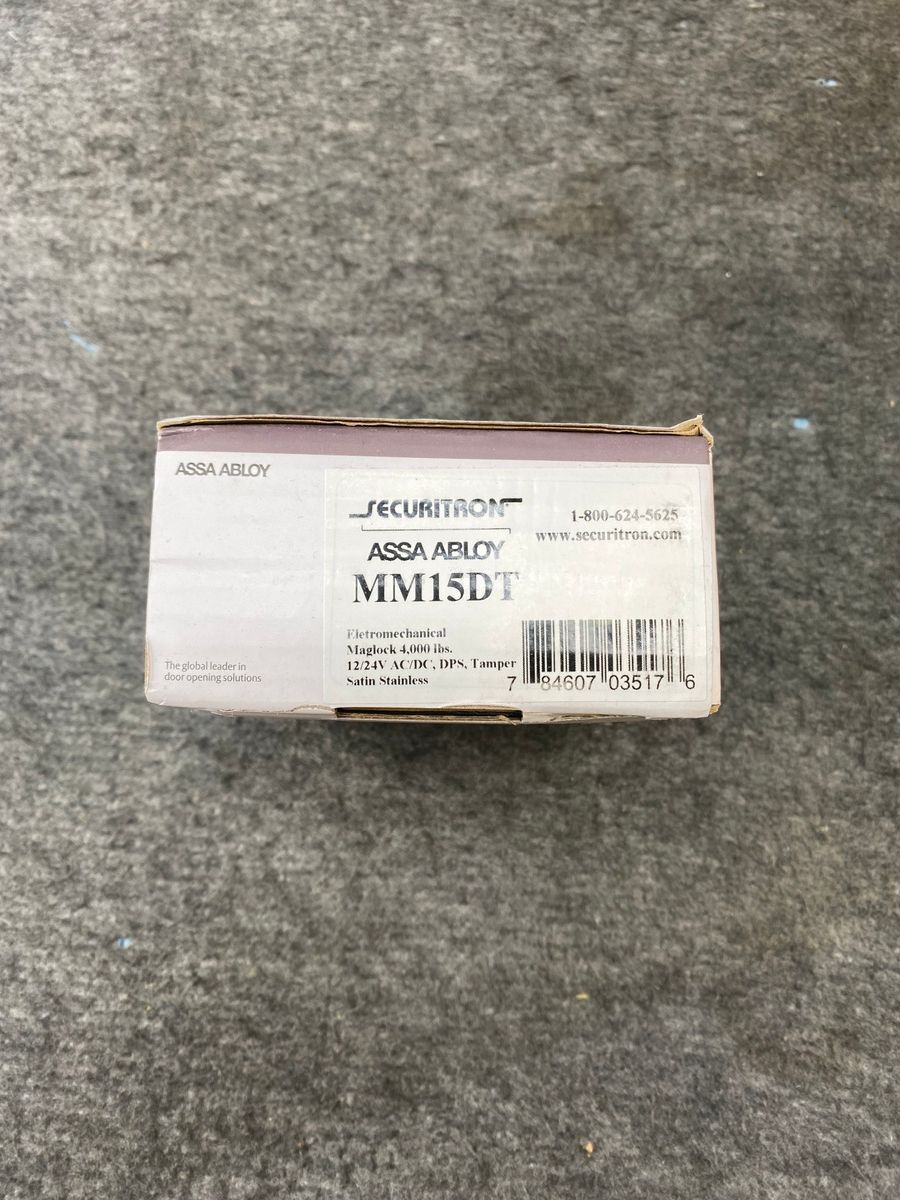 ASSA ABLOY
SECURITRON
ASSA ABLOY
MM15DT
1-800-624-5625
www.securitron.com
Eletromechanical
Maglock 4,000 lbs.
12/24V AC/DC, DPS, Tamper
Satin Stainless
7 84607 03517 6
The global leader in
door opening solutions